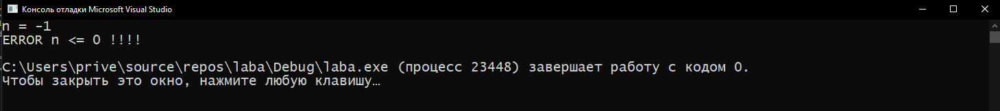 Консоль отладки Microsoft Visual Studio
n = -1
ERROR n <= 0 !!!!
C:\Users\prive\source\repos\laba\Debug\laba.exe (процесс 23448) завершает работу с кодом 0.
Чтобы закрыть это окно, нажмите любую клавишу…